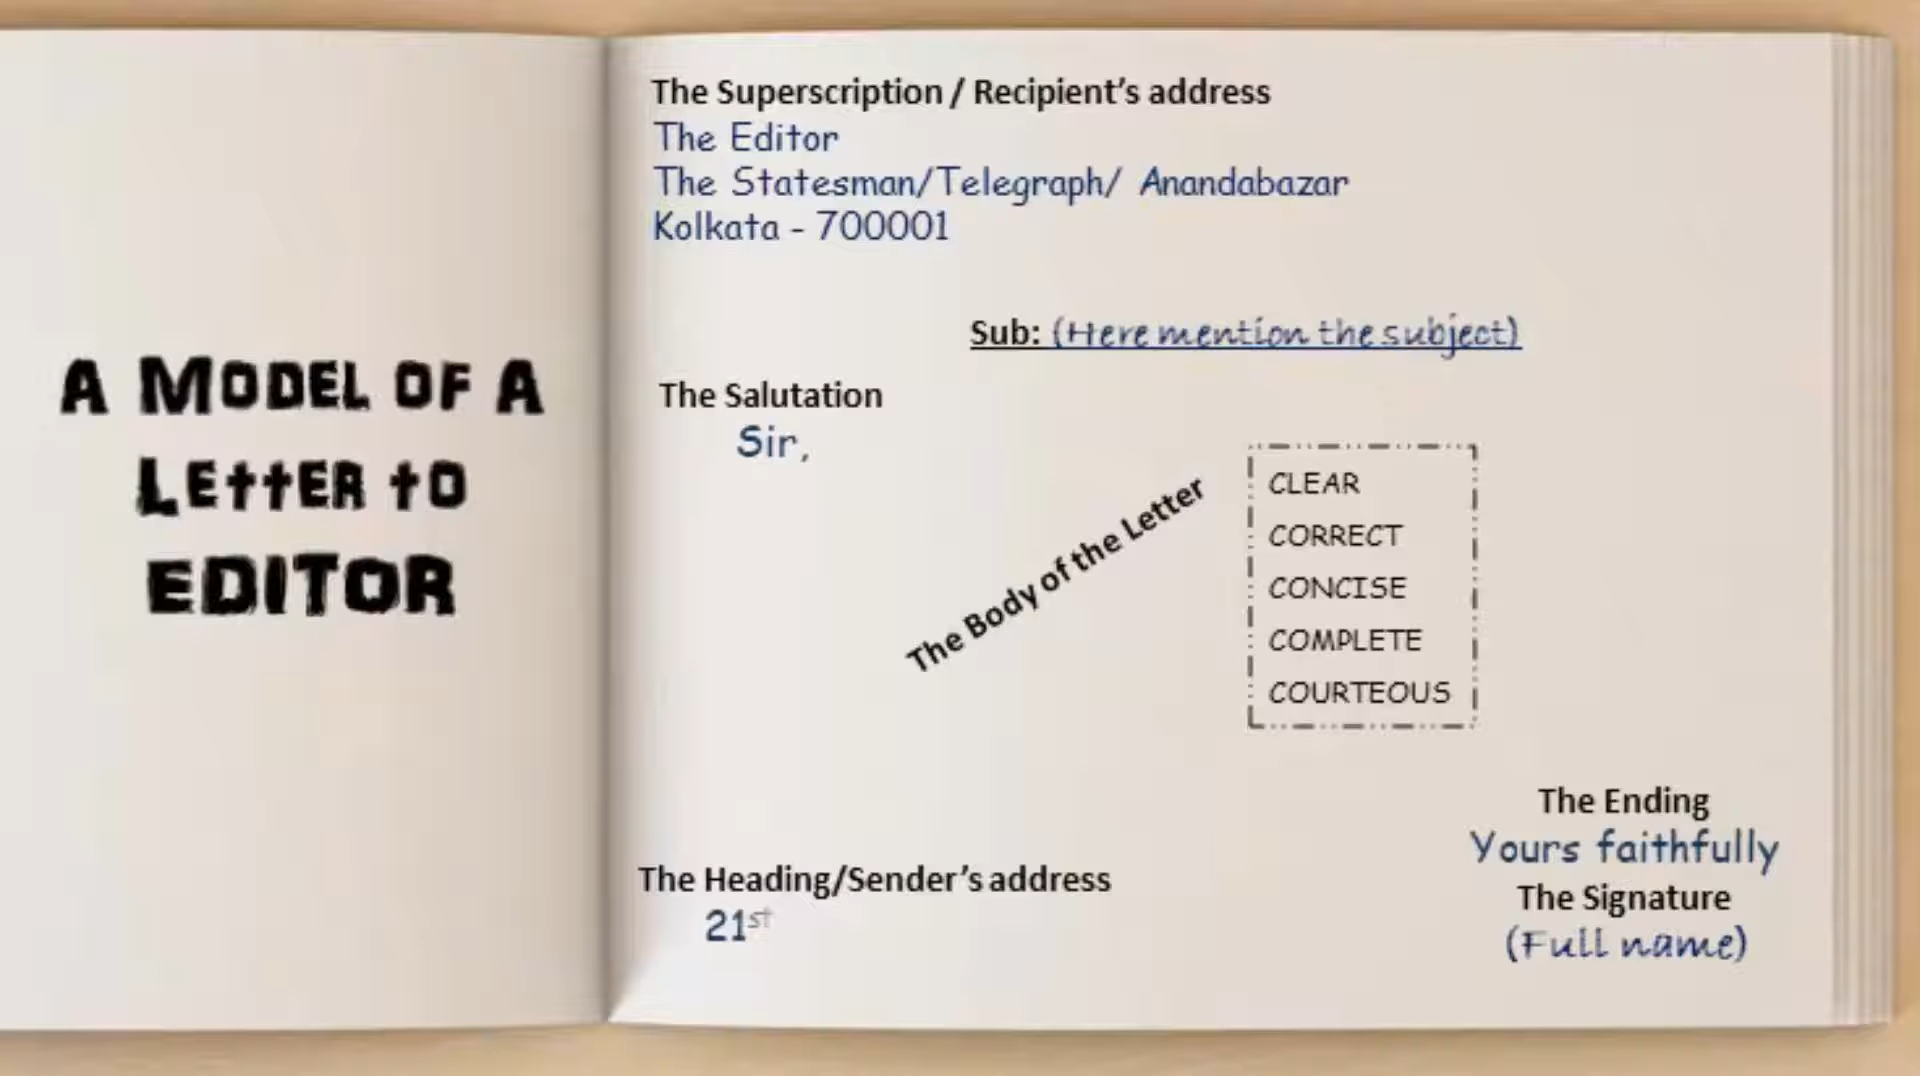 A MODEL OF A
LEttER tO
EDITOR
The Superscription / Recipient's address
The Editor
The Statesman/Telegraph/ Anandabazar
Kolkata - 700001
Sub: (Here mention the subject)
The Salutation
Sir,
The Body of the Letter
CLEAR
CORRECT
CONCISE
COMPLETE
COURTEOUS
The Ending
Yours faithfully
The Signature
(Full name)
The Heading/Sender's address
21st